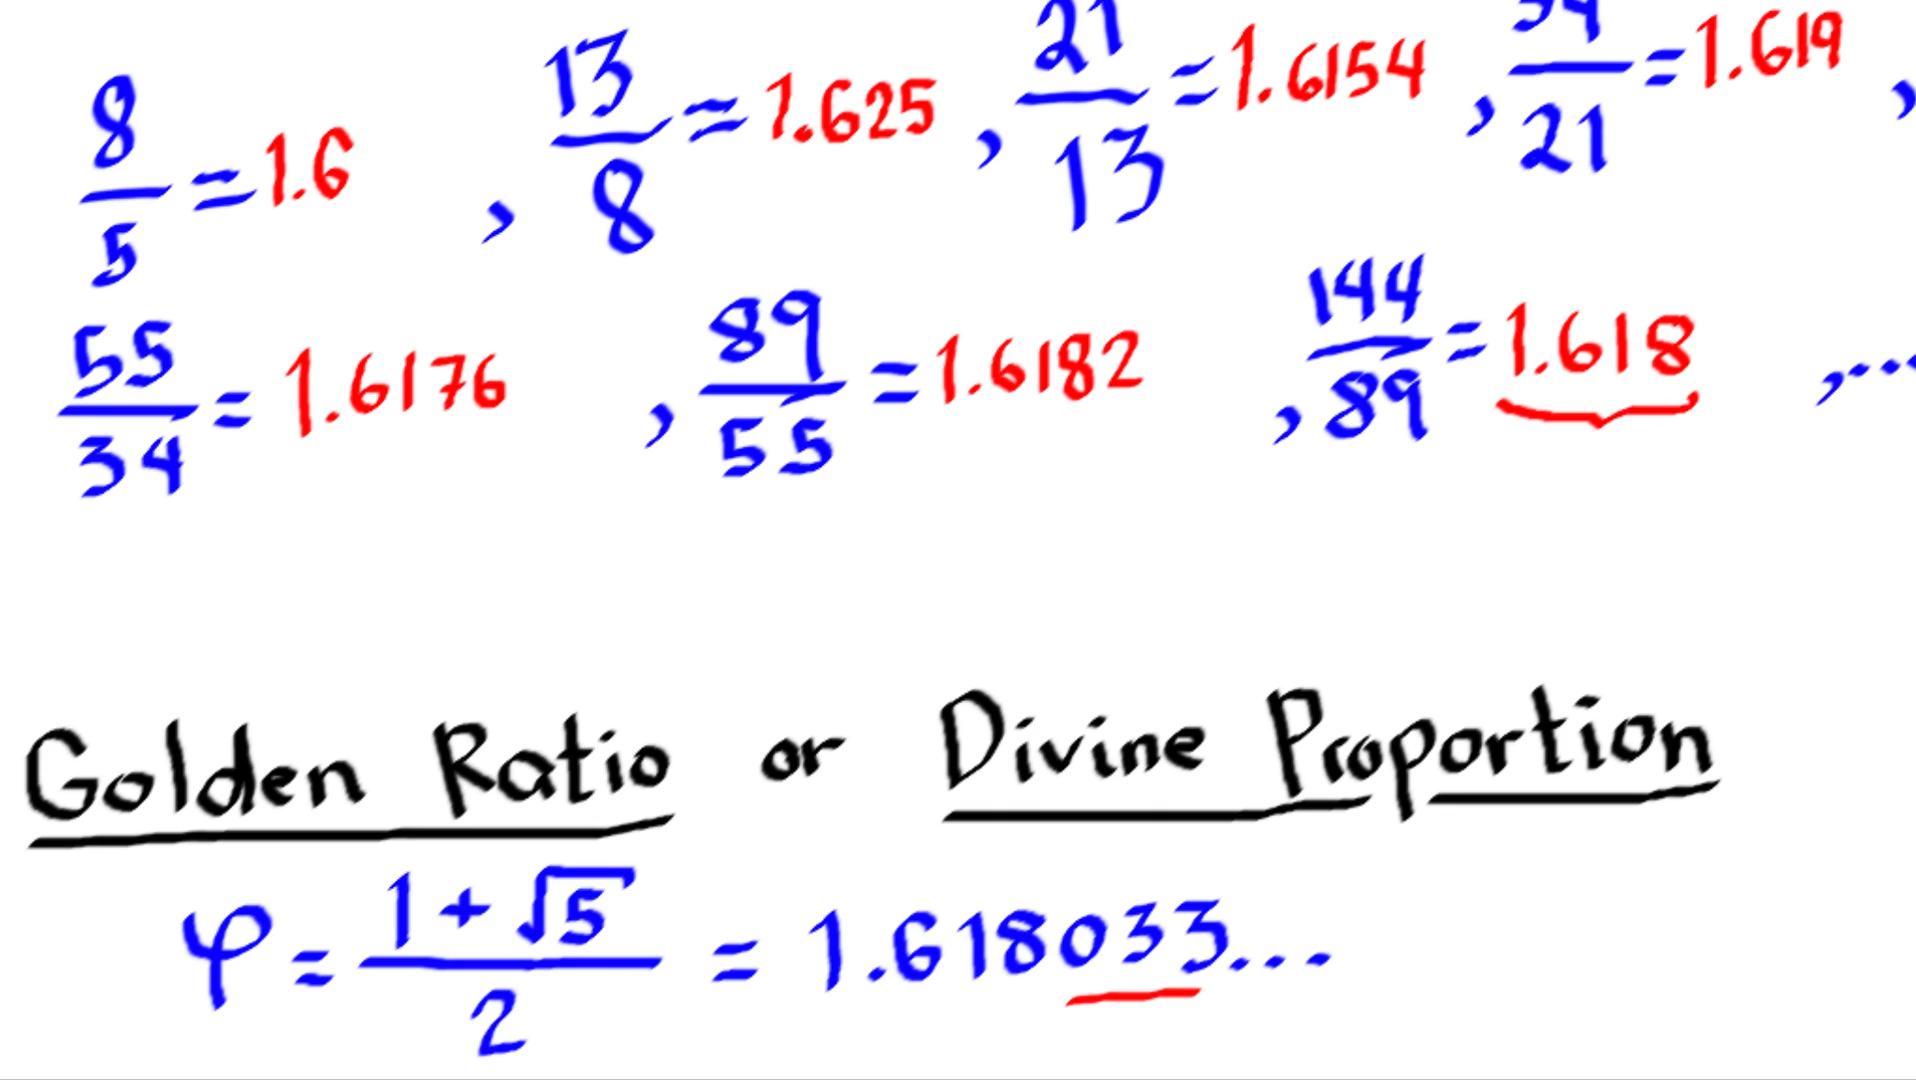 8/5 = 1.6 , 13/8 = 1.625 , 21/13 = 1.6154 , 34/21 = 1.619 ,
55/34 = 1.6176 , 89/55 = 1.6182 , 144/89 = 1.618 , ...
Golden Ratio or Divine Proportion
φ = (1 + √5)/2 = 1.618033...